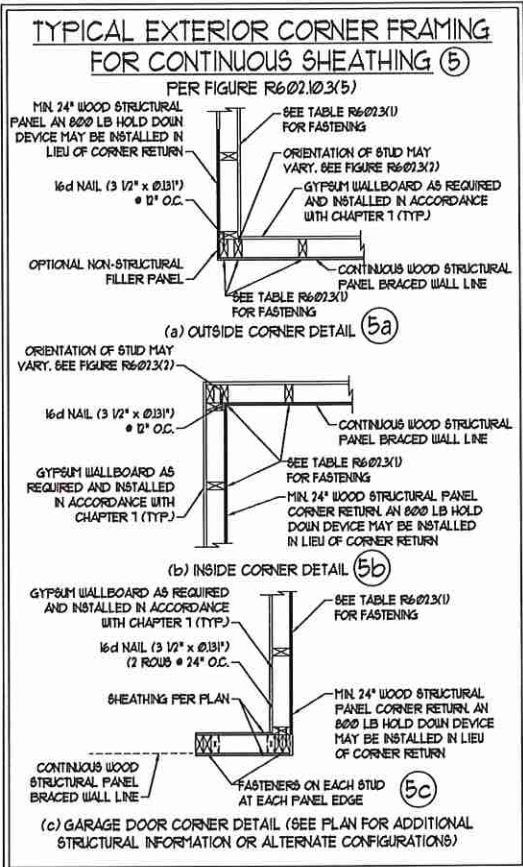 TYPICAL EXTERIOR CORNER FRAMING
FOR CONTINUOUS SHEATHING 5
PER FIGURE R602.10.3(5)
MIN. 24" WOOD STRUCTURAL
PANEL AN 800 LB HOLD DOWN
DEVICE MAY BE INSTALLED IN
LIEU OF CORNER RETURN
SEE TABLE R602.3(1)
FOR FASTENING
ORIENTATION OF STUD MAY
VARY. SEE FIGURE R602.3(2)
16d NAIL (3 1/2" x 0.131")
@ 12" O.C.
GYPSUM WALLBOARD AS REQUIRED
AND INSTALLED IN ACCORDANCE
WITH CHAPTER 7 (TYP.)
OPTIONAL NON-STRUCTURAL
FILLER PANEL
CONTINUOUS WOOD STRUCTURAL
PANEL BRACED WALL LINE
SEE TABLE R602.3(1)
FOR FASTENING
(a) OUTSIDE CORNER DETAIL 5a
ORIENTATION OF STUD MAY
VARY. SEE FIGURE R602.3(2)
16d NAIL (3 1/2" x 0.131")
@ 12" O.C.
CONTINUOUS WOOD STRUCTURAL
PANEL BRACED WALL LINE
SEE TABLE R602.3(1)
FOR FASTENING
GYPSUM WALLBOARD AS
REQUIRED AND INSTALLED
IN ACCORDANCE WITH
CHAPTER 7 (TYP.)
MIN. 24" WOOD STRUCTURAL PANEL
CORNER RETURN. AN 800 LB HOLD
DOWN DEVICE MAY BE INSTALLED
IN LIEU OF CORNER RETURN
(b) INSIDE CORNER DETAIL 5b
GYPSUM WALLBOARD AS REQUIRED
AND INSTALLED IN ACCORDANCE
WITH CHAPTER 7 (TYP.)
SEE TABLE R602.3(1)
FOR FASTENING
16d NAIL (3 1/2" x 0.131")
(2 ROWS @ 24" O.C.
SHEATHING PER PLAN
MIN. 24" WOOD STRUCTURAL
PANEL CORNER RETURN. AN
800 LB HOLD DOWN DEVICE
MAY BE INSTALLED IN LIEU
OF CORNER RETURN
CONTINUOUS WOOD
STRUCTURAL PANEL
BRACED WALL LINE
FASTENERS ON EACH STUD
AT EACH PANEL EDGE
5c
(c) GARAGE DOOR CORNER DETAIL (SEE PLAN FOR ADDITIONAL
STRUCTURAL INFORMATION OR ALTERNATE CONFIGURATIONS)